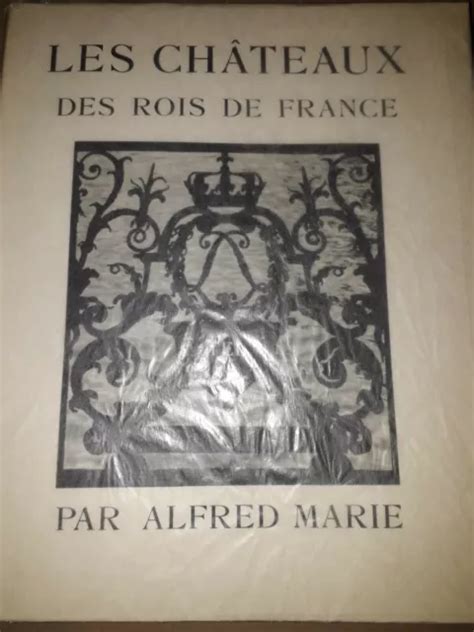 LES CHÂTEAUX
DES ROIS DE FRANCE
PAR ALFRED MARIE